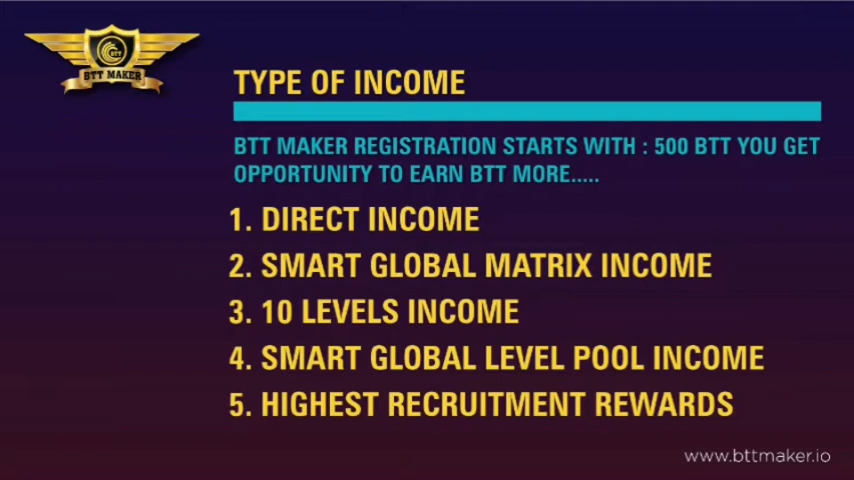 BTT
BTT MAKER
TYPE OF INCOME
BTT MAKER REGISTRATION STARTS WITH : 500 BTT YOU GET
OPPORTUNITY TO EARN BTT MORE.....
1. DIRECT INCOME
2. SMART GLOBAL MATRIX INCOME
3. 10 LEVELS INCOME
4. SMART GLOBAL LEVEL POOL INCOME
5. HIGHEST RECRUITMENT REWARDS
www.bttmaker.io